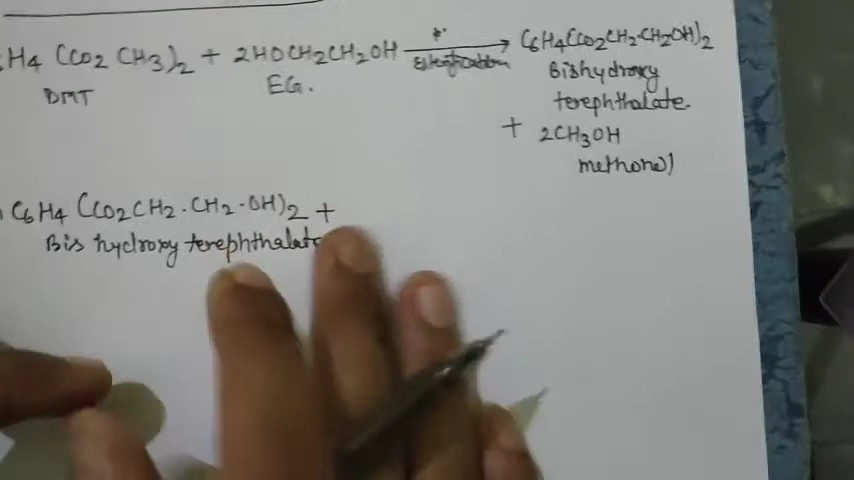 H4 (CO2 CH3)2 + 2HOCH2CH2OH → C6H4(CO2CH2·CH2OH)2
DMT EG. Bishydroxy
terephthalate
+ 2CH3OH
methanol
C6H4 (CO2CH2·CH2·OH)2 +
Bis hydroxy terephthalate